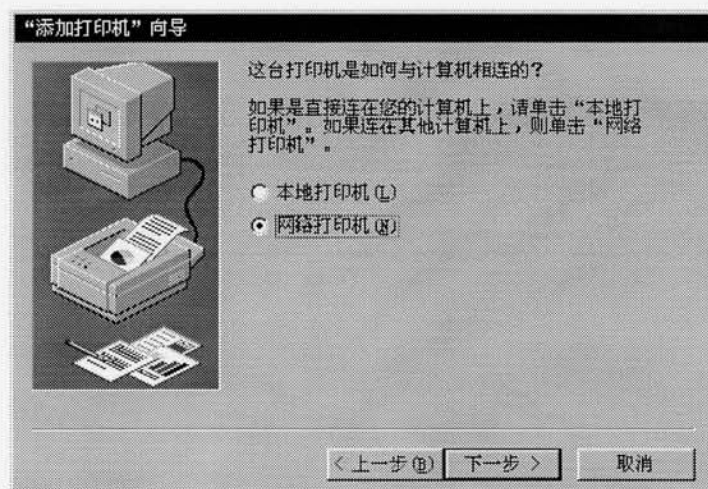 “添加打印机”向导
这台打印机是如何与计算机相连的?
如果是直接连在您的计算机上，请单击“本地打
印机”。如果连在其他计算机上，则单击“网络
打印机”。
本地打印机(L)
网络打印机(N)
< 上一步(B)
下一步 >
取消